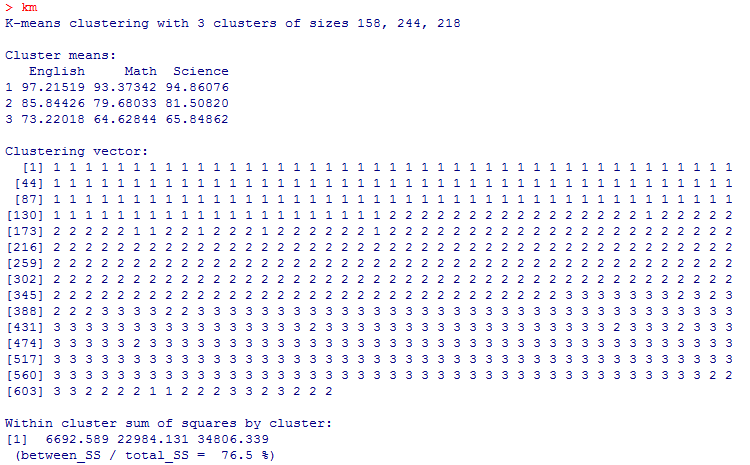 > km
K-means clustering with 3 clusters of sizes 158, 244, 218
Cluster means:
English Math Science
1 97.21519 93.37342 94.86076
2 85.84426 79.68033 81.50820
3 73.22018 64.62844 65.84862
Clustering vector:
[1] 1 1 1 1 1 1 1 1 1 1 1 1 1 1 1 1 1 1 1 1 1 1 1 1 1 1 1 1 1 1 1 1 1 1 1 1 1 1 1 1 1 1 1
[44] 1 1 1 1 1 1 1 1 1 1 1 1 1 1 1 1 1 1 1 1 1 1 1 1 1 1 1 1 1 1 1 1 1 1 1 1 1 1 1 1 1 1 1
[87] 1 1 1 1 1 1 1 1 1 1 1 1 1 1 1 1 1 1 1 1 1 1 1 1 1 1 1 1 1 1 1 1 1 1 1 1 1 1 1 1 1 1 1
[130] 1 1 1 1 1 1 1 1 1 1 1 1 1 1 1 1 1 1 1 1 1 2 2 2 2 2 2 2 2 2 2 2 2 2 2 2 2 1 2 2 2 2 2
[173] 2 2 2 2 2 1 1 2 2 1 2 2 2 1 2 2 2 2 2 2 1 2 2 2 2 2 2 2 2 2 2 2 2 2 2 2 2 2 2 2 2 2 2
[216] 2 2 2 2 2 2 2 2 2 2 2 2 2 2 2 2 2 2 2 2 2 2 2 2 2 2 2 2 2 2 2 2 2 2 2 2 2 2 2 2 2 2 2
[259] 2 2 2 2 2 2 2 2 2 2 2 2 2 2 2 2 2 2 2 2 2 2 2 2 2 2 2 2 2 2 2 2 2 2 2 2 2 2 2 2 2 2 2
[302] 2 2 2 2 2 2 2 2 2 2 2 2 2 2 2 2 2 2 2 2 2 2 2 2 2 2 2 2 2 2 2 2 2 2 2 2 2 2 2 2 2 2 2
[345] 2 2 2 2 2 2 2 2 2 2 2 2 2 2 2 2 2 2 2 2 2 2 2 2 2 2 2 2 2 2 2 2 3 3 3 3 3 3 3 2 3 2 3
[388] 2 2 2 3 3 3 3 2 2 3 3 3 3 3 3 3 3 3 3 3 3 3 3 3 3 3 3 3 3 3 3 3 3 3 3 3 3 3 3 3 3 3 3
[431] 3 3 3 3 3 3 3 3 3 3 3 3 3 3 3 3 2 3 3 3 3 3 3 3 3 3 3 3 3 3 3 3 3 3 3 2 3 3 3 2 3 3 3
[474] 3 3 3 3 3 2 3 3 3 3 3 3 3 3 3 3 3 3 3 3 3 3 3 3 3 3 3 3 3 3 3 3 3 3 3 3 3 3 3 3 3 3 3
[517] 3 3 3 3 3 3 3 3 3 3 3 3 3 3 3 3 3 3 3 3 3 3 3 3 3 3 3 3 3 3 3 3 3 3 3 3 3 3 3 3 3 3 3
[560] 3 3 3 3 3 3 3 3 3 3 3 3 3 3 3 3 3 3 3 3 3 3 3 3 3 3 3 3 3 3 3 3 3 3 3 3 3 3 3 3 3 2 2
[603] 3 3 2 2 2 2 1 1 2 2 2 3 3 2 3 2 2 2
Within cluster sum of squares by cluster:
[1] 6692.589 22984.131 34806.339
(between_SS / total_SS = 76.5 %)